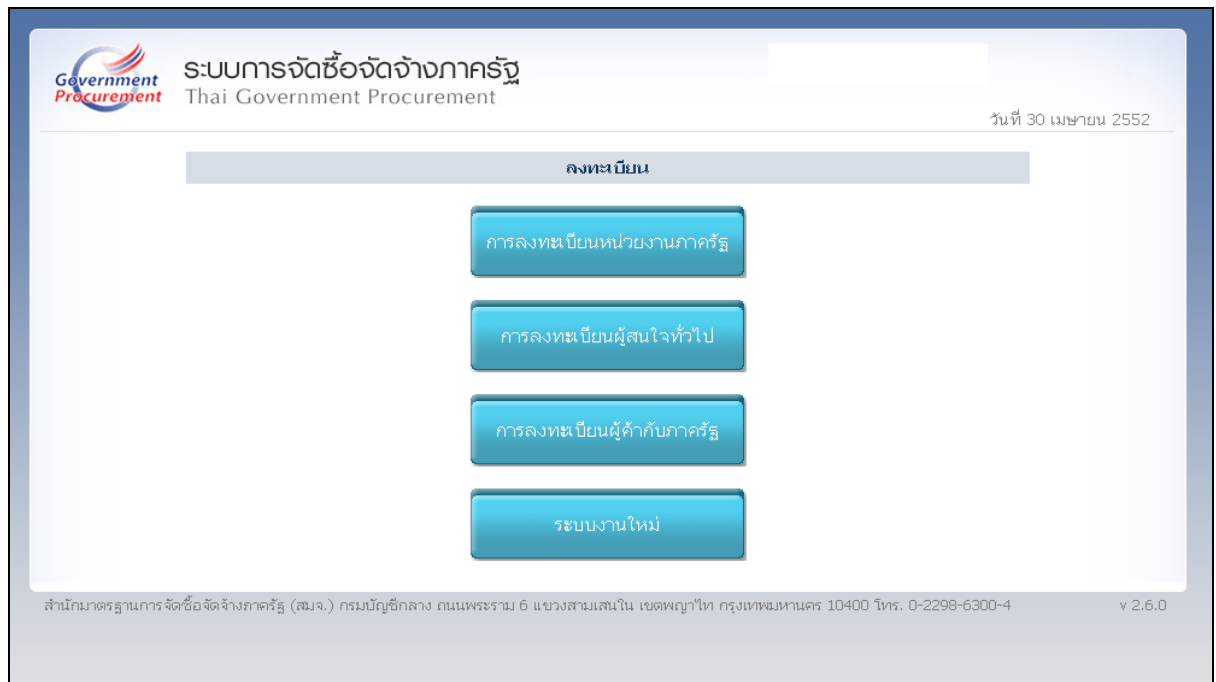 Government
Procurement
ระบบการจัดซื้อจัดจ้างภาครัฐ
Thai Government Procurement
วันที่ 30 เมษายน 2552
ลงทะเบียน
การลงทะเบียนหน่วยงานภาครัฐ
การลงทะเบียนผู้สนใจทั่วไป
การลงทะเบียนผู้ค้ากับภาครัฐ
ระบบงานใหม่
สำนักมาตรฐานการจัดซื้อจัดจ้างภาครัฐ (สมจ.) กรมบัญชีกลาง ถนนพระราม 6 แขวงสามเสนใน เขตพญาไท กรุงเทพมหานคร 10400 โทร. 0-2298-6300-4 v 2.6.0